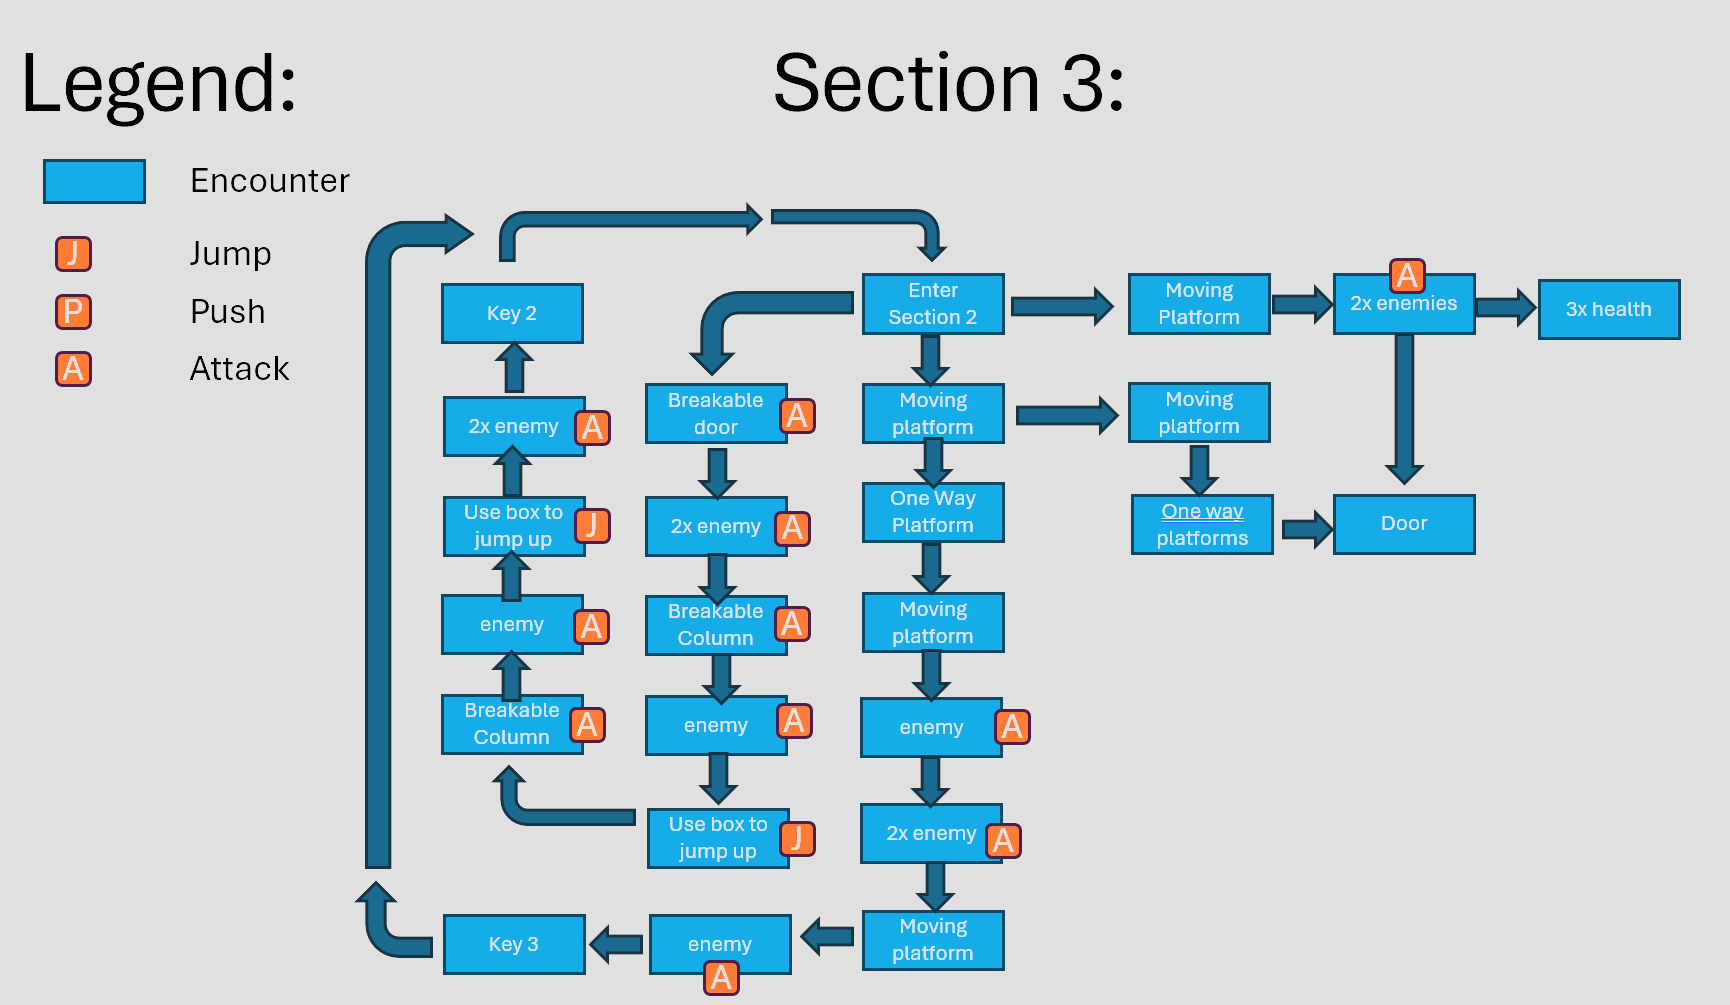 Legend:
Section 3:
Encounter
J
Jump
P
Push
A
Attack
Key 2
Enter
Section 2
Moving
Platform
A
2x enemies
3x health
2x enemy
A
Breakable
door
A
Moving
platform
Moving
platform
Use box to
jump up
J
2x enemy
A
One Way
Platform
One way
platforms
Door
enemy
A
Breakable
Column
A
Moving
platform
Breakable
Column
A
enemy
A
enemy
A
Use box to
jump up
J
2x enemy
A
Key 3
enemy
A
Moving
platform